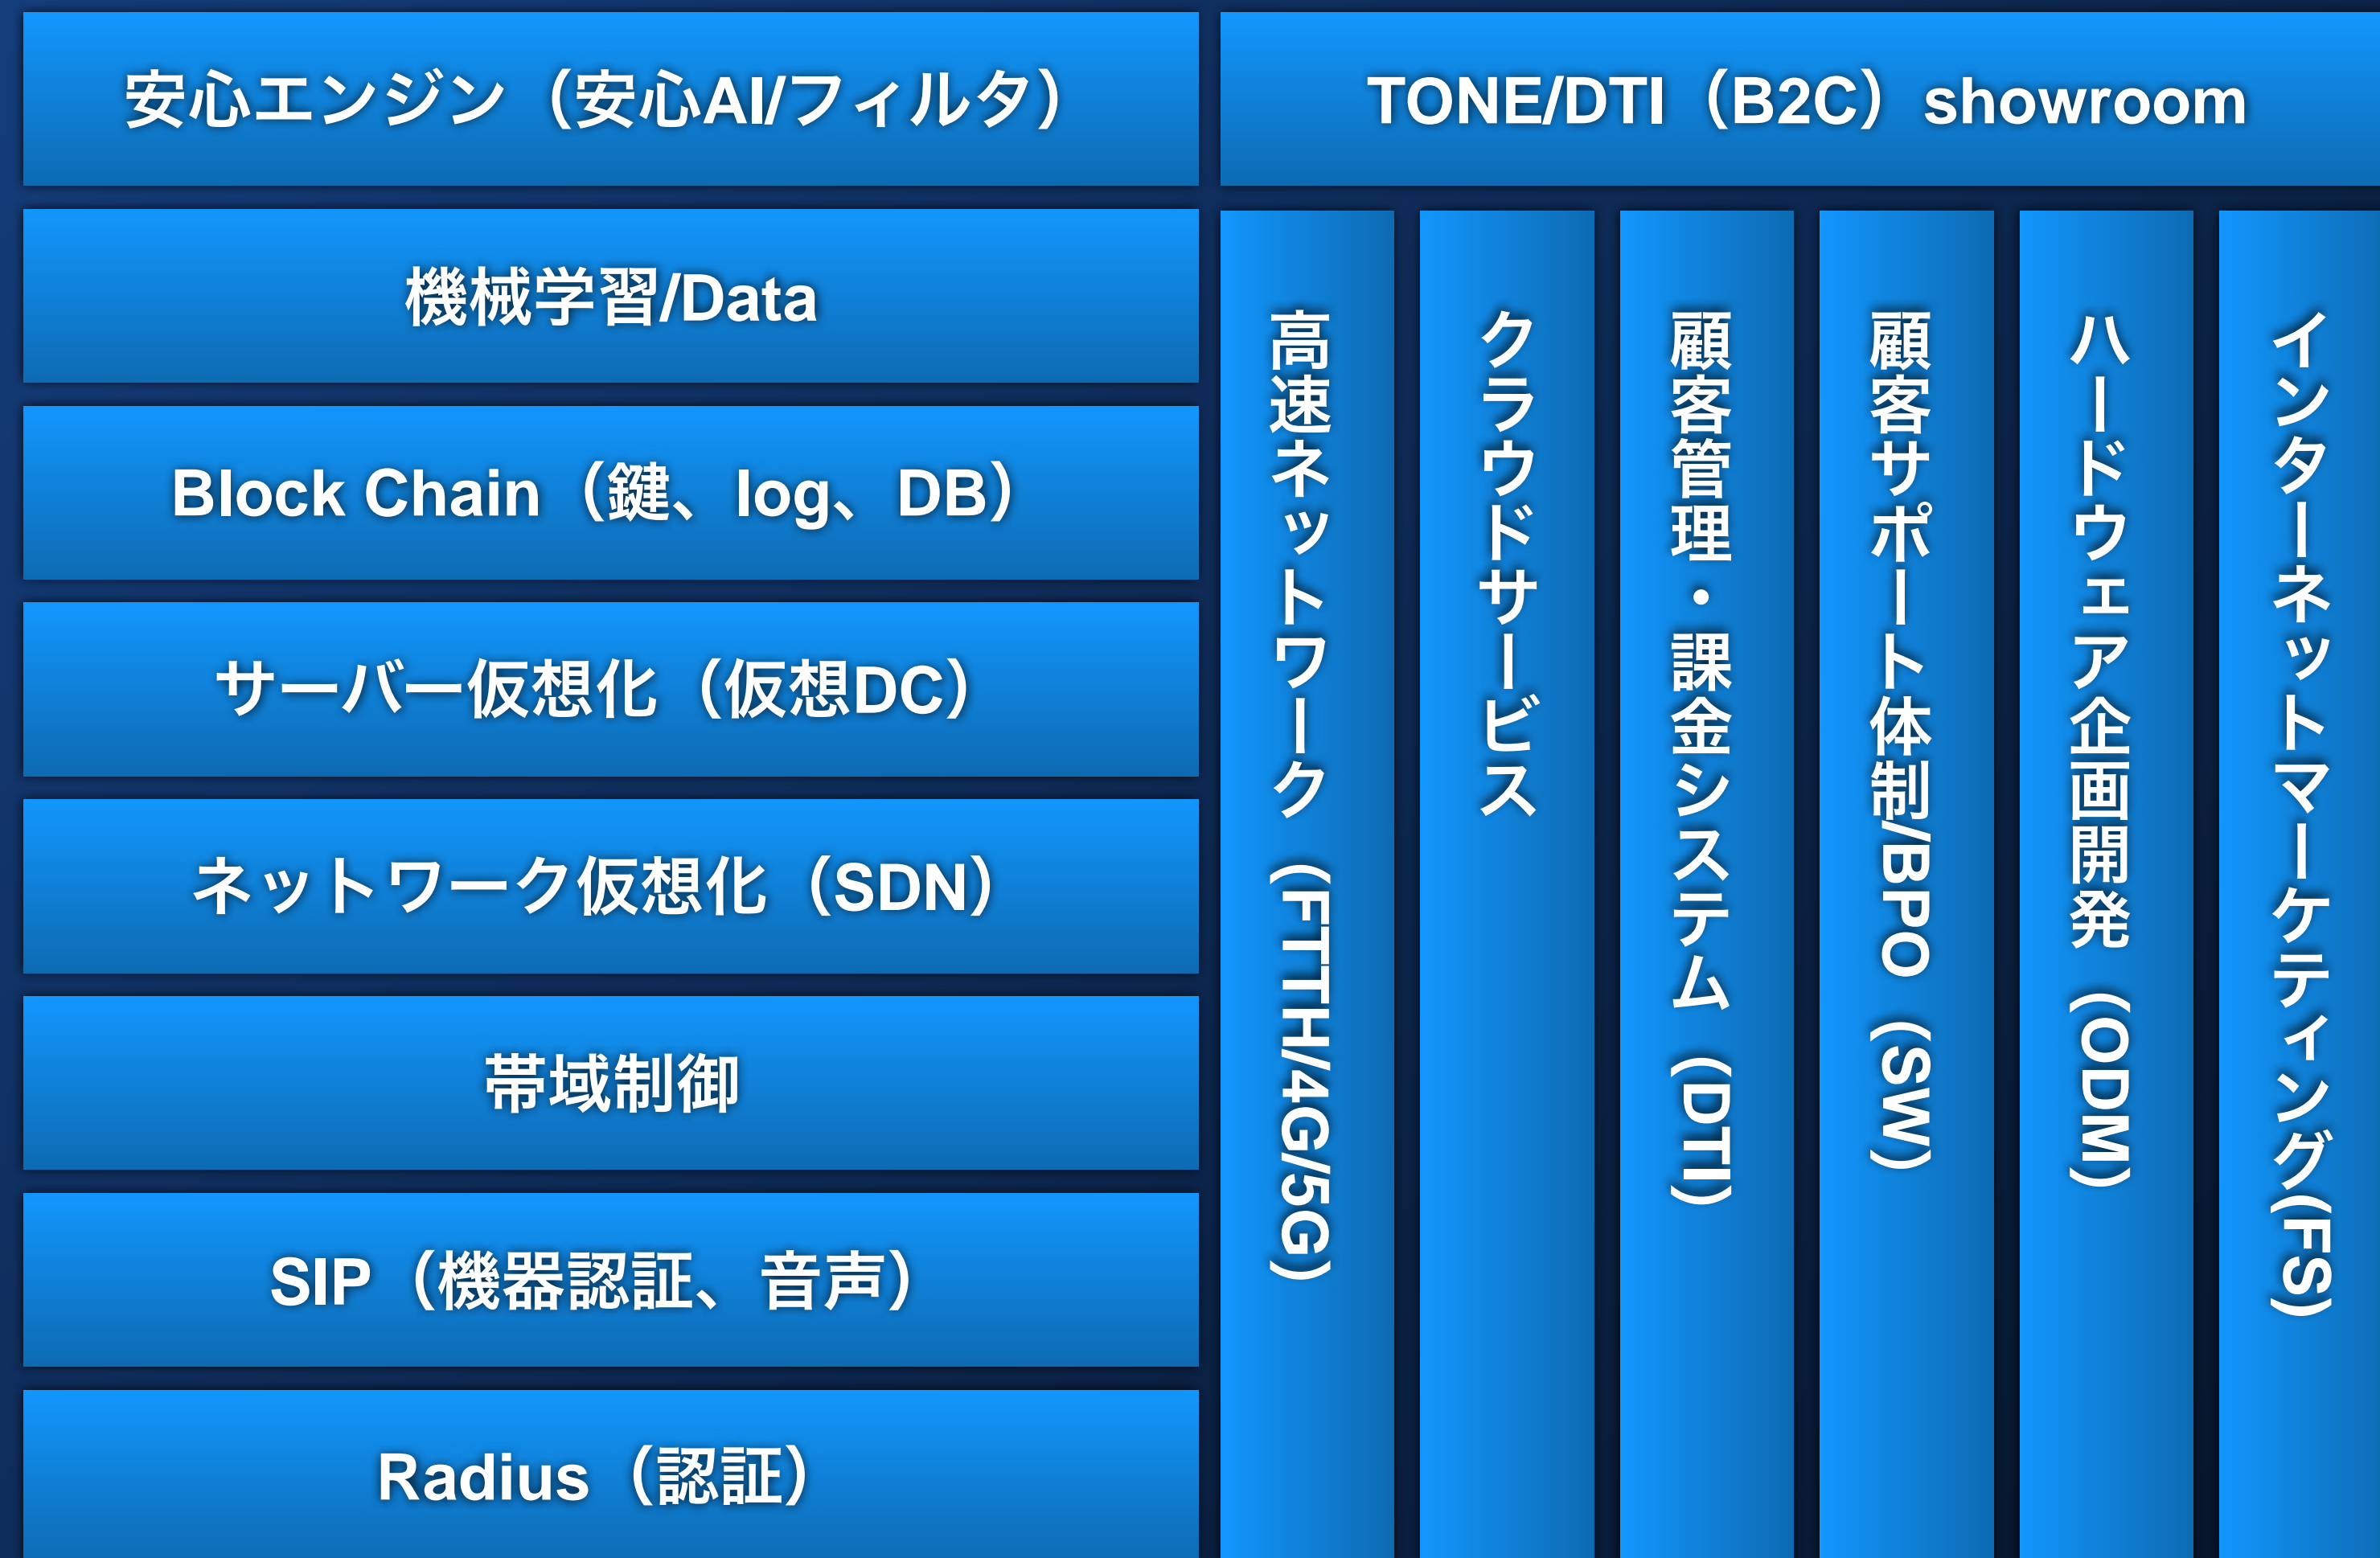 安心エンジン（安心AI/フィルタ）
機械学習/Data
Block Chain（鍵、log、DB）
サーバー仮想化（仮想DC）
ネットワーク仮想化（SDN）
帯域制御
SIP（機器認証、音声）
Radius（認証）
TONE/DTI（B2C）showroom
高速ネットワーク（FTTH/4G/5G)
クラウドサービス
顧客管理・課金システム（DTI)
顧客サポート体制/BPO（SW)
ハードウェア企画開発（ODM)
インターネットマーケティング(FS)